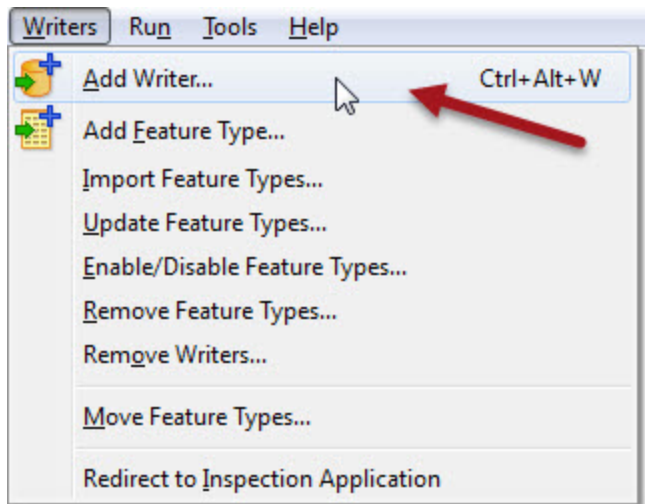 Writers Run Tools Help
Add Writer... Ctrl+Alt+W
Add Feature Type...
Import Feature Types...
Update Feature Types...
Enable/Disable Feature Types...
Remove Feature Types...
Remove Writers...
Move Feature Types...
Redirect to Inspection Application